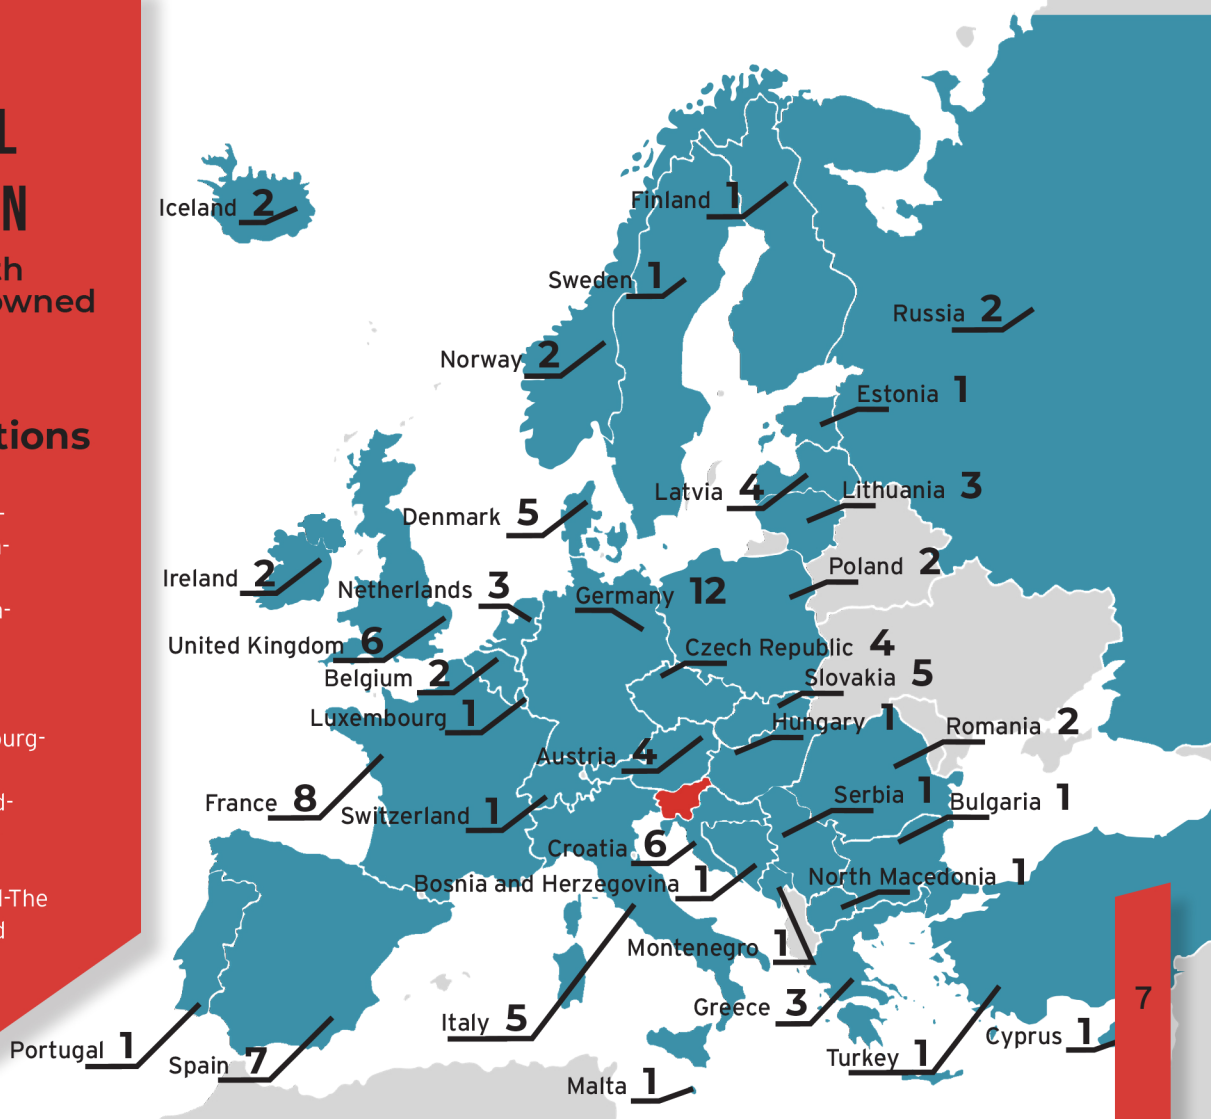 L
N
th
owned
tions
-
-
-
urg-
d-
l-The
d
Iceland 2
Finland 1
Sweden 1
Russia 2
Norway 2
Estonia 1
Latvia 4
Lithuania 3
Denmark 5
Poland 2
Ireland 2
Netherlands 3
Germany 12
United Kingdom 6
Czech Republic 4
Belgium 2
Slovakia 5
Luxembourg 1
Hungary 1
Romania 2
Austria 4
France 8
Switzerland 1
Serbia 1
Bulgaria 1
Croatia 6
Bosnia and Herzegovina 1
North Macedonia 1
Montenegro 1
Greece 3
Italy 5
Portugal 1
Spain 7
Turkey 1
Cyprus 1
Malta 1
7